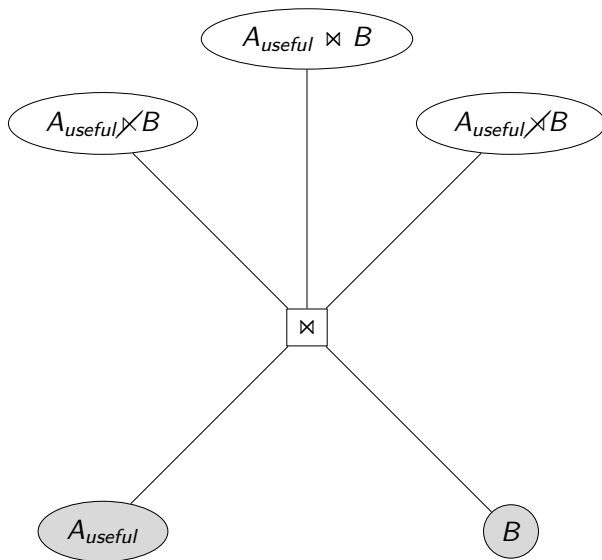 A_useful ⋈ B
A_useful ⋉̸ B
A_useful ⋊̸ B
⋈
A_useful
B